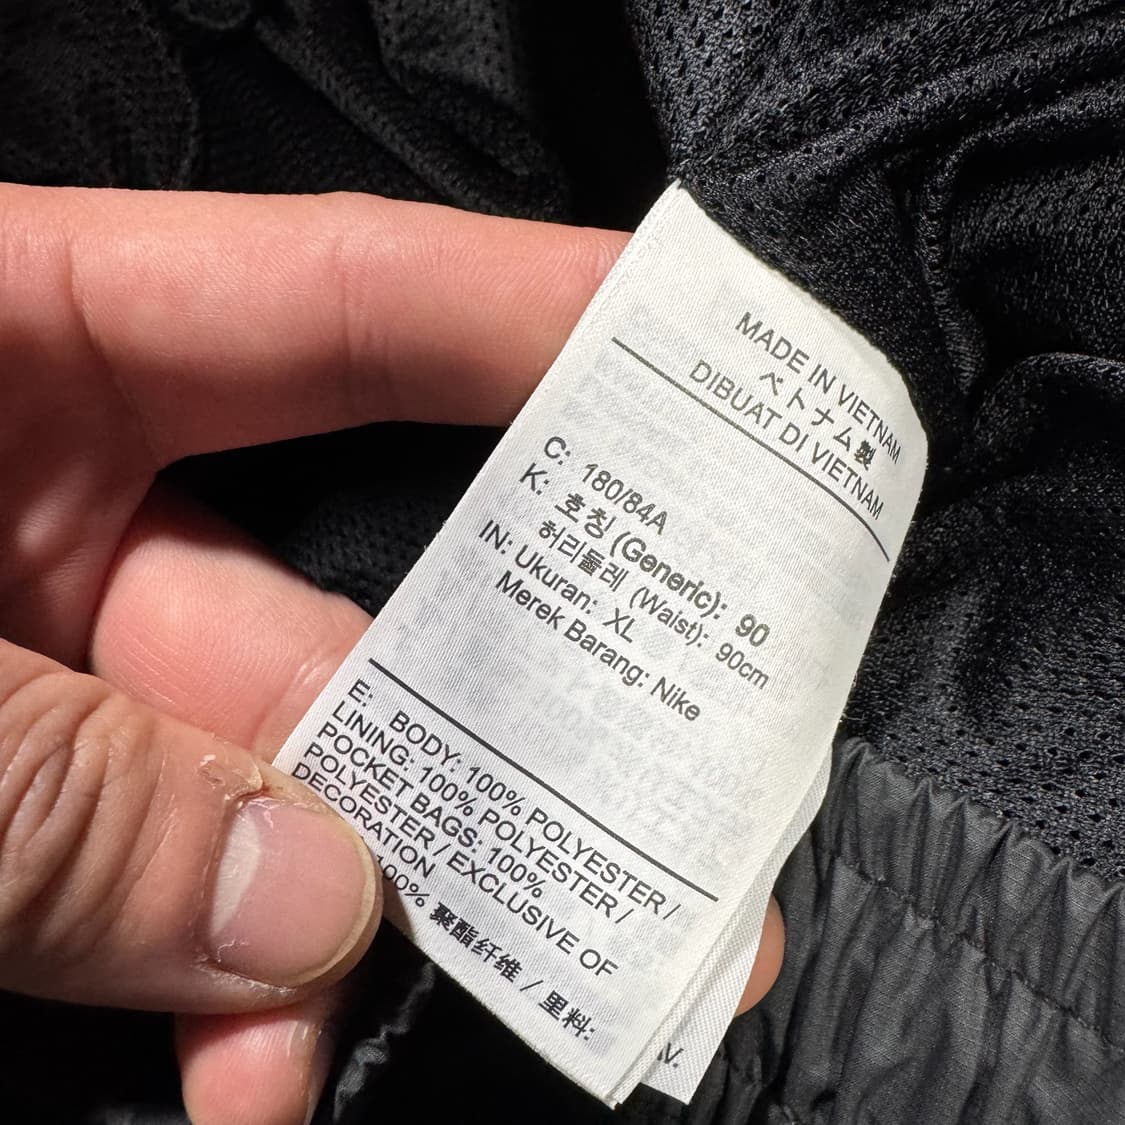 MADE IN VIETNAM
ベトナム製
DIBUAT DI VIETNAM
C: 180/84A
K: 호칭 (Generic): 90
허리둘레 (Waist): 90cm
IN: Ukuran: XL
Merek Barang: Nike
E: BODY: 100% POLYESTER /
LINING: 100% POLYESTER /
POCKET BAGS: 100%
POLYESTER / EXCLUSIVE OF
DECORATION
100% 聚酯纤维 / 里料: